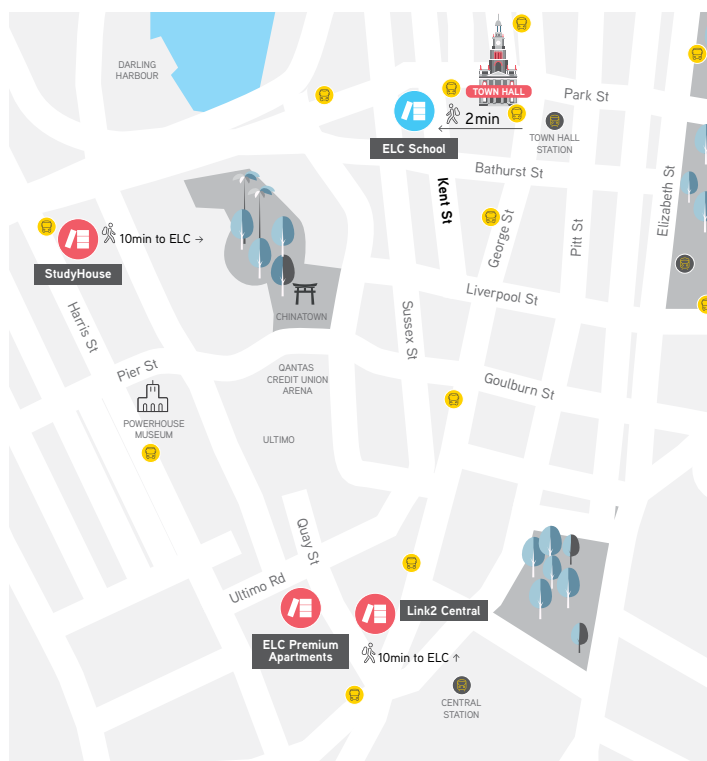 DARLING
HARBOUR
TOWN HALL
Park St
2min
TOWN HALL
STATION
ELC School
Bathurst St
Kent St
Elizabeth St
George St
Pitt St
10min to ELC →
StudyHouse
Liverpool St
CHINATOWN
Harris St
Sussex St
Pier St
QANTAS
CREDIT UNION
ARENA
Goulburn St
POWERHOUSE
MUSEUM
ULTIMO
Quay St
Ultimo Rd
Link2 Central
ELC Premium
Apartments
10min to ELC ↑
CENTRAL
STATION